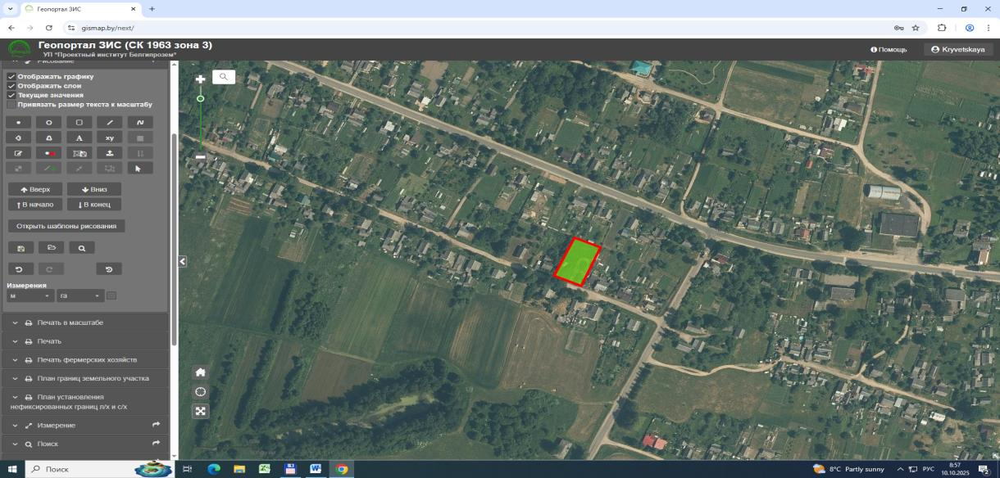 Геопортал ЗИС
gismap.by/next/
Геопортал ЗИС (СК 1963 зона 3)
УП "Проектный институт Белгипрозем"
Помощь
Kryvetskaya
Рисование
Отображать графику
Отображать слои
Текущие значения
Привязать размер текста к масштабу
A
xy
Вверх
Вниз
В начало
В конец
Открыть шаблоны рисования
Измерения
м
га
Печать в масштабе
Печать
Печать фермерских хозяйств
План границ земельного участка
План установления
нефиксированных границ л/х и с/х
Измерение
Поиск
Поиск
8°C Partly sunny
РУС
8:57
10.10.2025
2